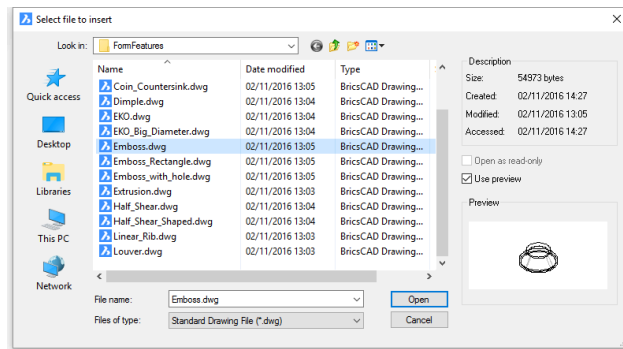 Select file to insert
Look in: FormFeatures
Name Date modified Type
Coin_Countersink.dwg 02/11/2016 13:05 BricsCAD Drawing...
Dimple.dwg 02/11/2016 13:04 BricsCAD Drawing...
EKO.dwg 02/11/2016 13:04 BricsCAD Drawing...
EKO_Big_Diameter.dwg 02/11/2016 13:04 BricsCAD Drawing...
Emboss.dwg 02/11/2016 13:05 BricsCAD Drawing...
Emboss_Rectangle.dwg 02/11/2016 13:05 BricsCAD Drawing...
Emboss_with_hole.dwg 02/11/2016 13:05 BricsCAD Drawing...
Extrusion.dwg 02/11/2016 13:03 BricsCAD Drawing...
Half_Shear.dwg 02/11/2016 13:04 BricsCAD Drawing...
Half_Shear_Shaped.dwg 02/11/2016 13:04 BricsCAD Drawing...
Linear_Rib.dwg 02/11/2016 13:03 BricsCAD Drawing...
Louver.dwg 02/11/2016 13:03 BricsCAD Drawing...
Quick access
Desktop
Libraries
This PC
Network
File name: Emboss.dwg Open
Files of type: Standard Drawing File (*.dwg) Cancel
Description
Size: 54973 bytes
Created: 02/11/2016 14:27
Modified: 02/11/2016 13:05
Accessed: 02/11/2016 14:27
Open as read-only
Use preview
Preview